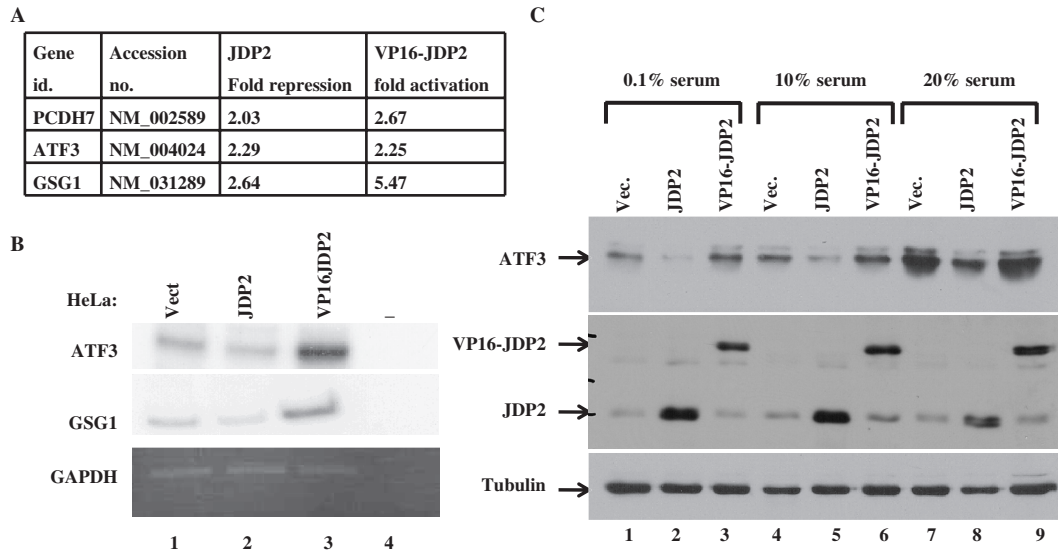 A
Gene id. Accession no. JDP2 Fold repression VP16-JDP2 fold activation
PCDH7 NM_002589 2.03 2.67
ATF3 NM_004024 2.29 2.25
GSG1 NM_031289 2.64 5.47
B
HeLa: Vect JDP2 VP16JDP2 _
ATF3
GSG1
GAPDH
1 2 3 4
C
0.1% serum 10% serum 20% serum
Vec. JDP2 VP16-JDP2 Vec. JDP2 VP16-JDP2 Vec. JDP2 VP16-JDP2
ATF3
VP16-JDP2
JDP2
Tubulin
1 2 3 4 5 6 7 8 9